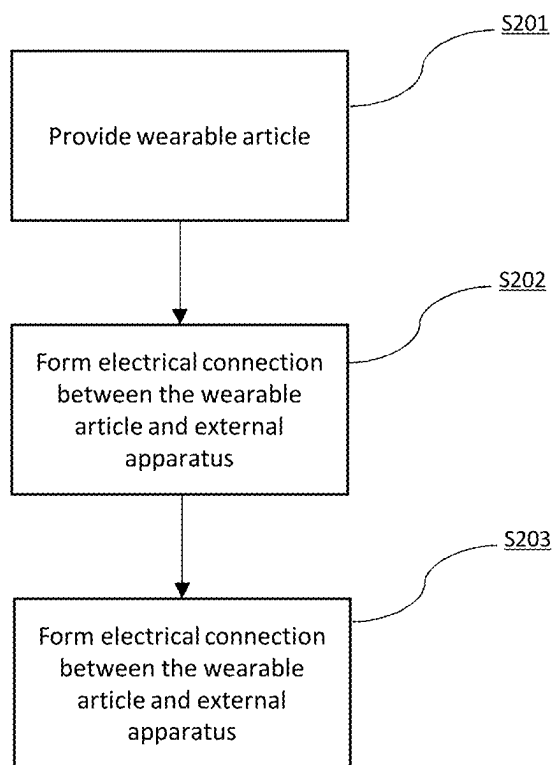 S201
Provide wearable article
S202
Form electrical connection
between the wearable
article and external
apparatus
S203
Form electrical connection
between the wearable
article and external
apparatus